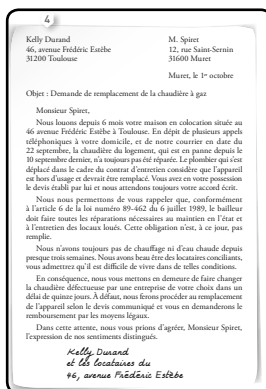 4
Kelly Durand
46, avenue Frédéric Estèbe
31200 Toulouse
M. Spiret
12, rue Saint-Sernin
31600 Muret
Muret, le 1er octobre
Objet : Demande de remplacement de la chaudière à gaz
Monsieur Spiret,
Nous louons depuis 6 mois votre maison en colocation située au
46 avenue Frédéric Estèbe à Toulouse. En dépit de plusieurs appels
téléphoniques à votre domicile, et de notre courrier en date du
22 septembre, la chaudière du logement, qui est en panne depuis le
10 septembre dernier, n'a toujours pas été réparée. Le plombier qui s'est
déplacé dans le cadre du contrat d'entretien considère que l'appareil
est hors d'usage et devrait être remplacé. Vous avez en votre possession
le devis établi par lui et nous attendons toujours votre accord écrit.
Nous nous permettons de vous rappeler que, conformément
à l'article 6 de la loi numéro 89-462 du 6 juillet 1989, le bailleur
doit faire toutes les réparations nécessaires au maintien en l'état et
à l'entretien des locaux loués. Cette obligation n'est, à ce jour, pas
remplie.
Nous n'avons toujours pas de chauffage ni d'eau chaude depuis
presque trois semaines. Nous avons beau être des locataires conciliants,
vous admettrez qu'il est difficile de vivre dans de telles conditions.
En conséquence, nous vous mettons en demeure de faire changer
la chaudière défectueuse par une entreprise de votre choix dans un
délai de quinze jours. À défaut, nous ferons procéder au remplacement
de l'appareil selon le devis communiqué et vous en demanderons le
remboursement par les moyens légaux.
Dans cette attente, nous vous prions d'agréer, Monsieur Spiret,
l'expression de nos sentiments distingués.
Kelly Durand
et les locataires du
46, avenue Frédéric Estèbe